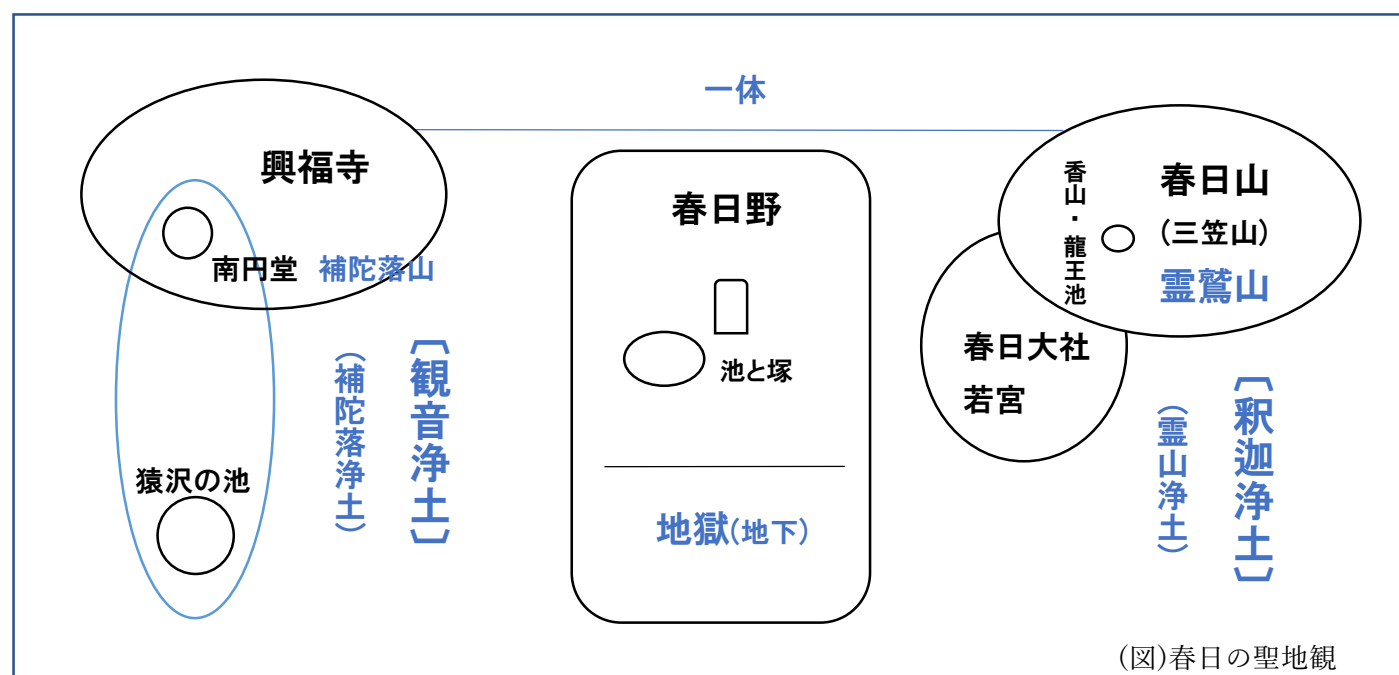 一体
興福寺
南円堂 補陀落山
猿沢の池
〔観音浄土〕
（補陀落浄土）
春日野
池と塚
地獄(地下)
春日山
(三笠山)
霊鷲山
香山・龍王池
春日大社
若宮
〔釈迦浄土〕
（霊山浄土）
(図)春日の聖地観